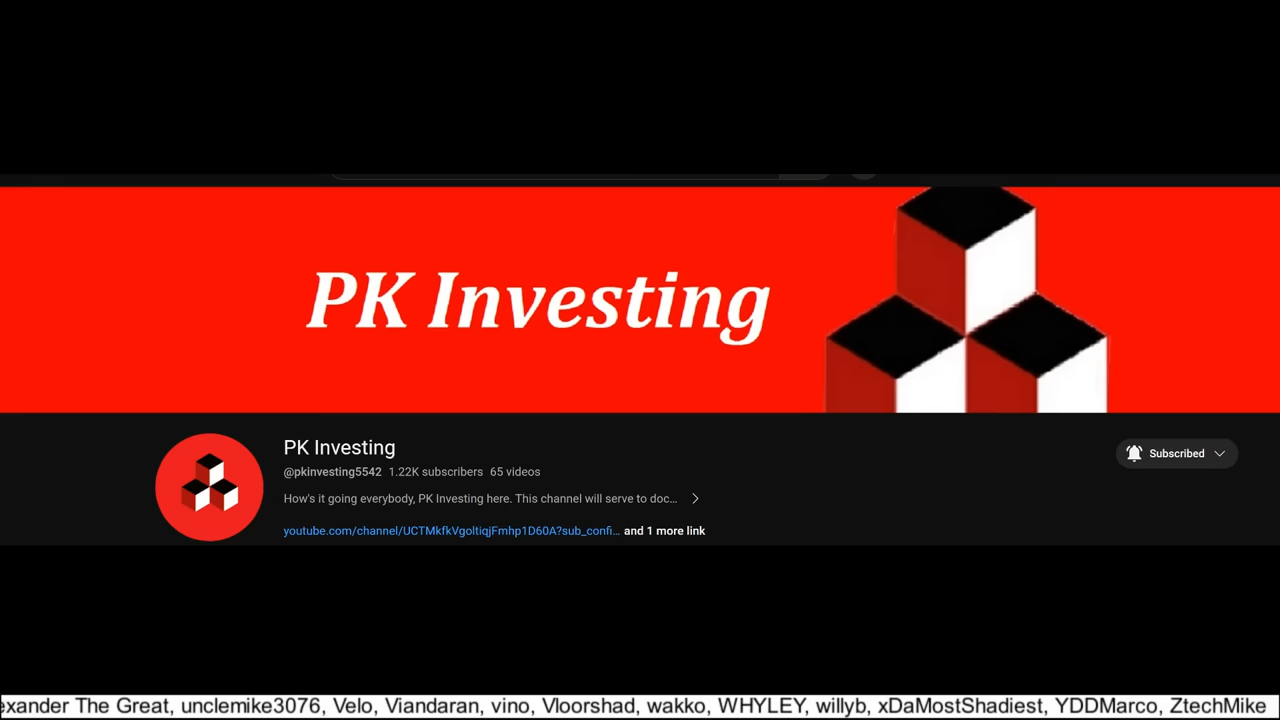 PK Investing
PK Investing
@pkinvesting5542 1.22K subscribers 65 videos
How's it going everybody, PK Investing here. This channel will serve to doc...
youtube.com/channel/UCTMkfkVgoltiqjFmhp1D60A?sub_confi... and 1 more link
Subscribed
exander The Great, unclemike3076, Velo, Viandaran, vino, Vloorshad, wakko, WHYLEY, willyb, xDaMostShadiest, YDDMarco, ZtechMike